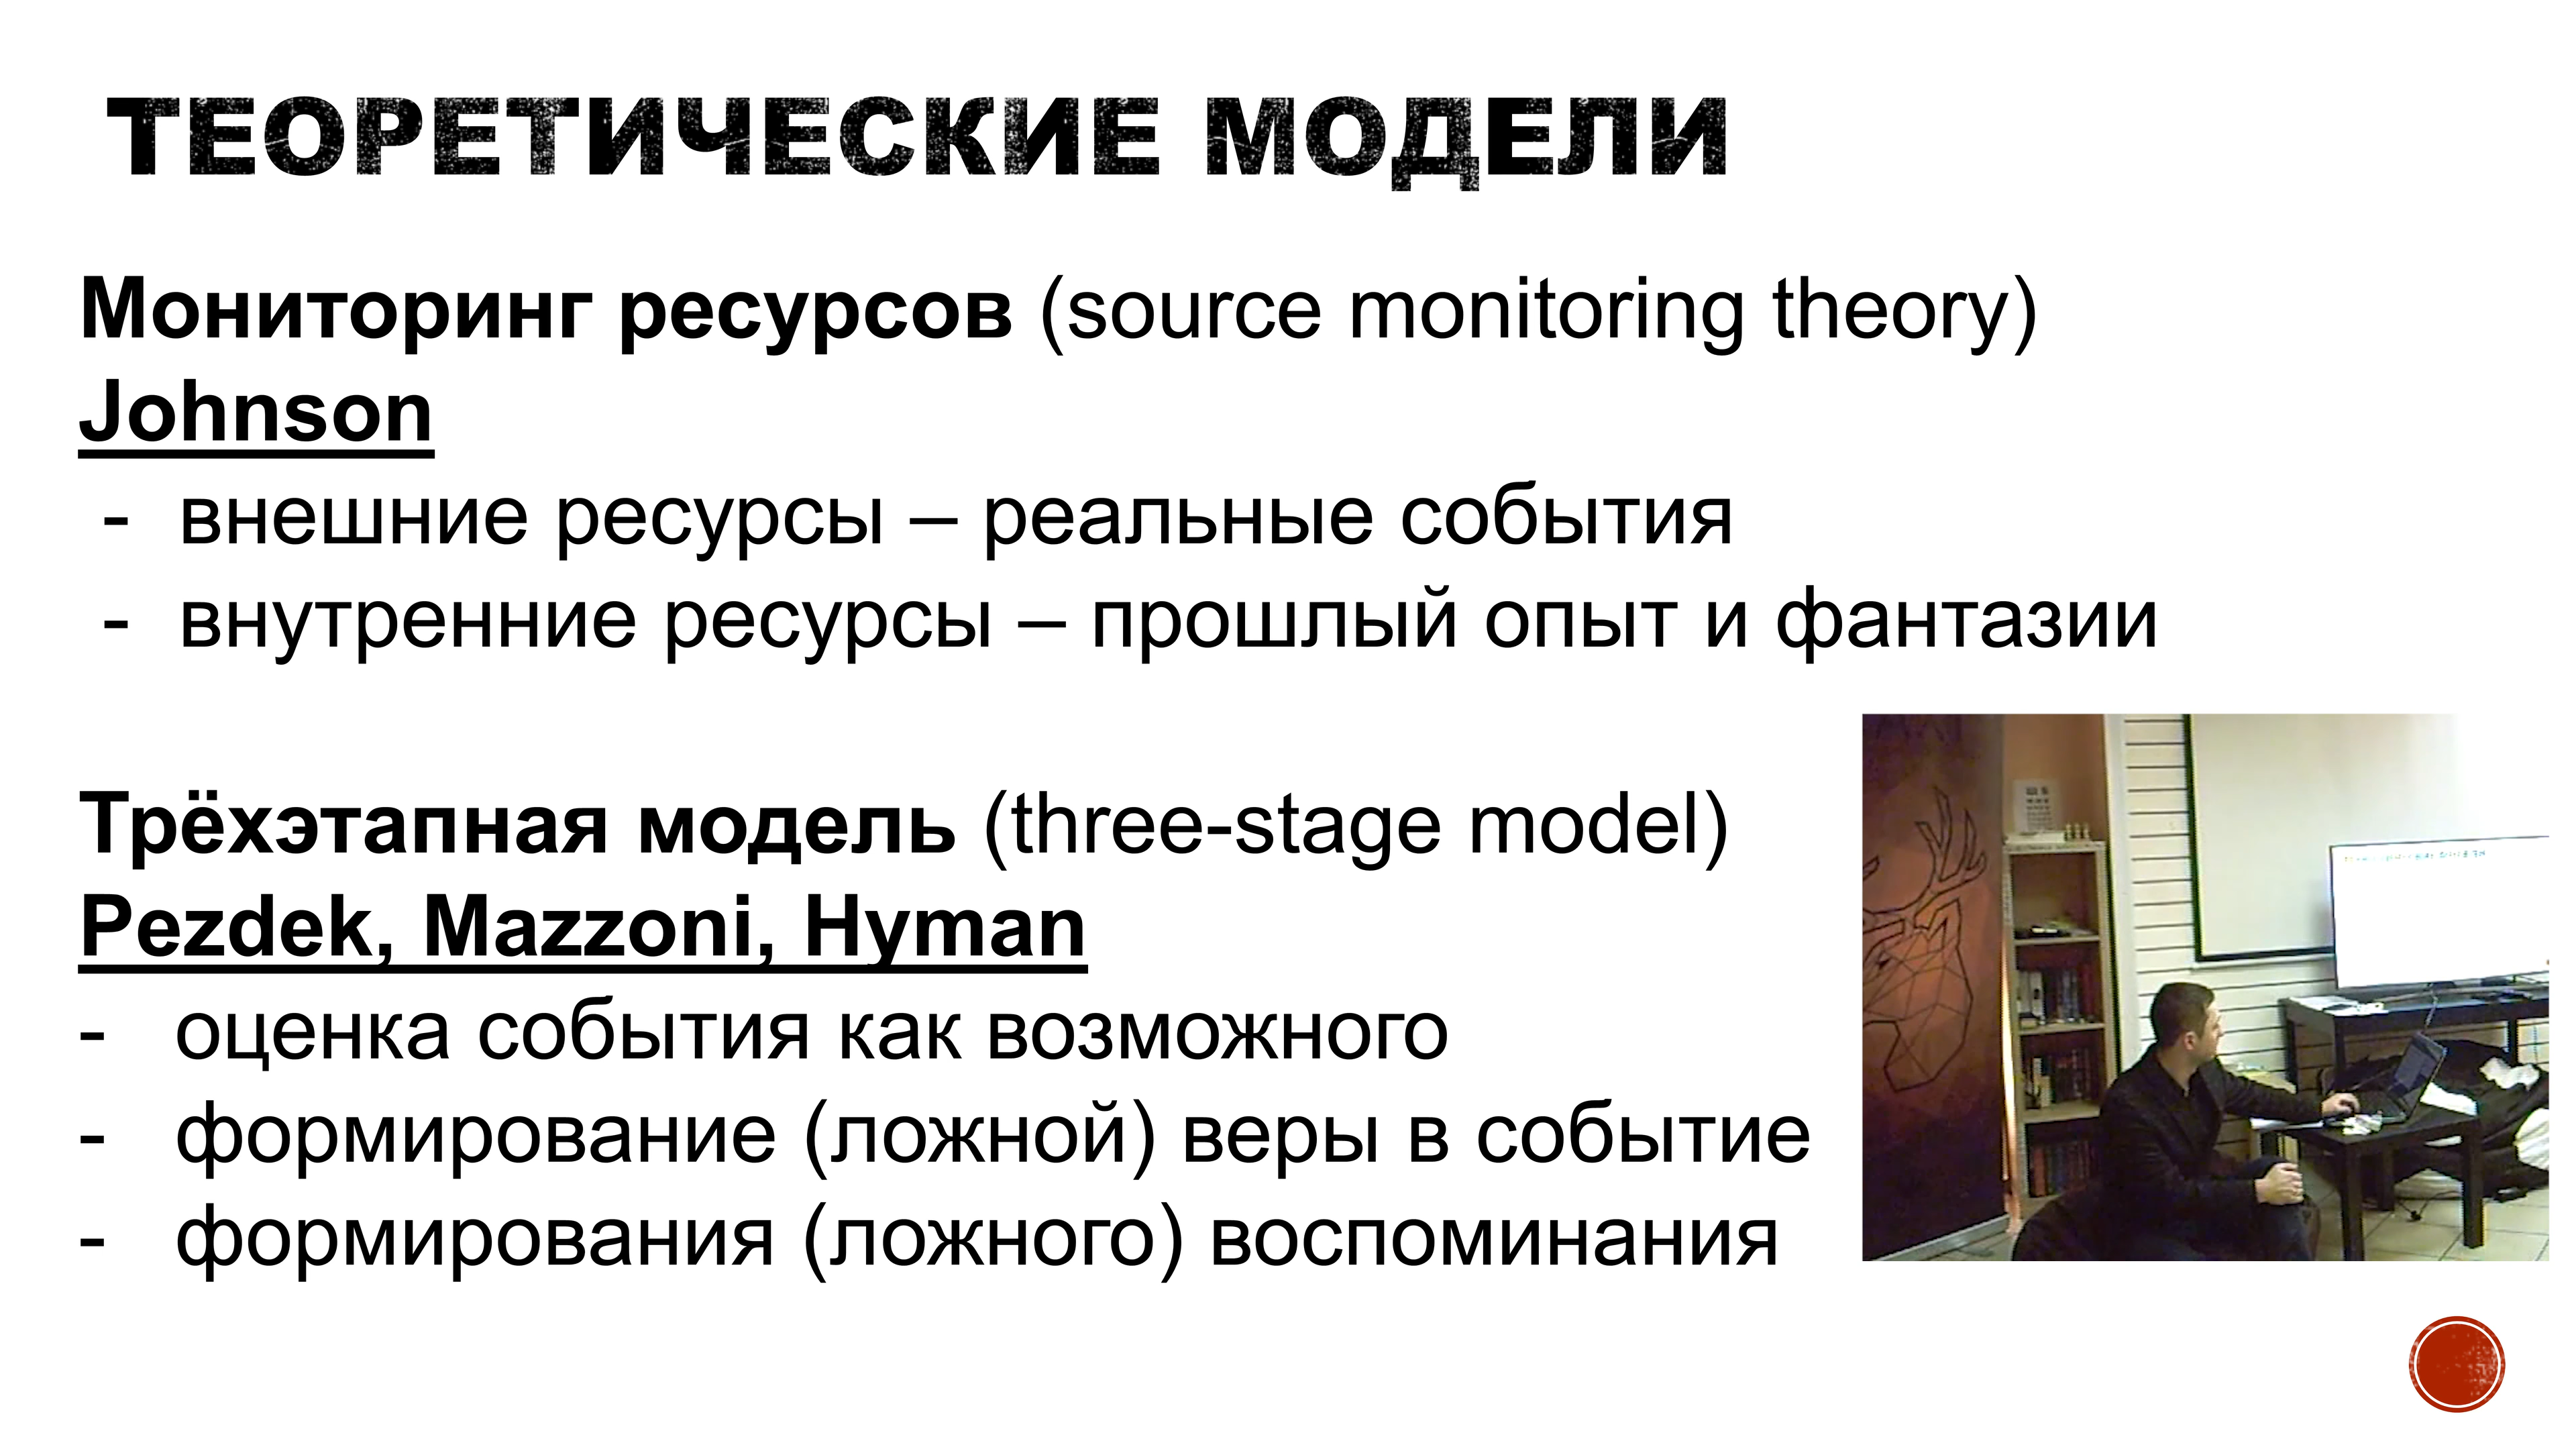 ТЕОРЕТИЧЕСКИЕ МОДЕЛИ
Мониторинг ресурсов (source monitoring theory)
Johnson
- внешние ресурсы – реальные события
- внутренние ресурсы – прошлый опыт и фантазии
Трёхэтапная модель (three-stage model)
Pezdek, Mazzoni, Hyman
- оценка события как возможного
- формирование (ложной) веры в событие
- формирования (ложного) воспоминания